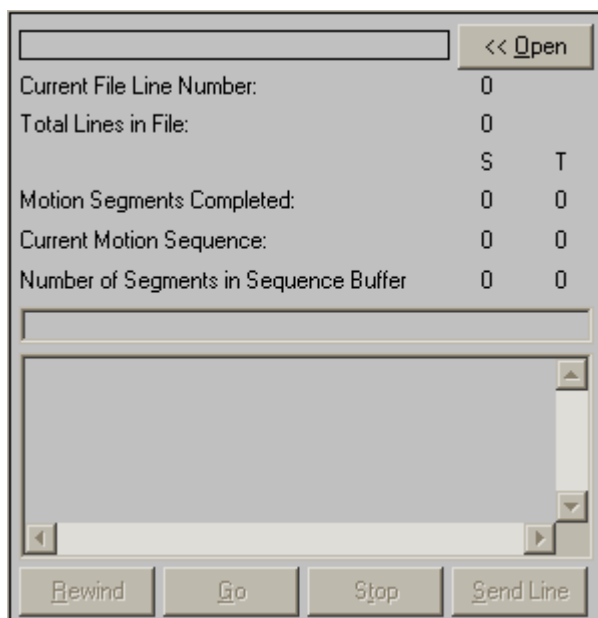 << Open
Current File Line Number: 0
Total Lines in File: 0
S T
Motion Segments Completed: 0 0
Current Motion Sequence: 0 0
Number of Segments in Sequence Buffer 0 0
Rewind Go Stop Send Line